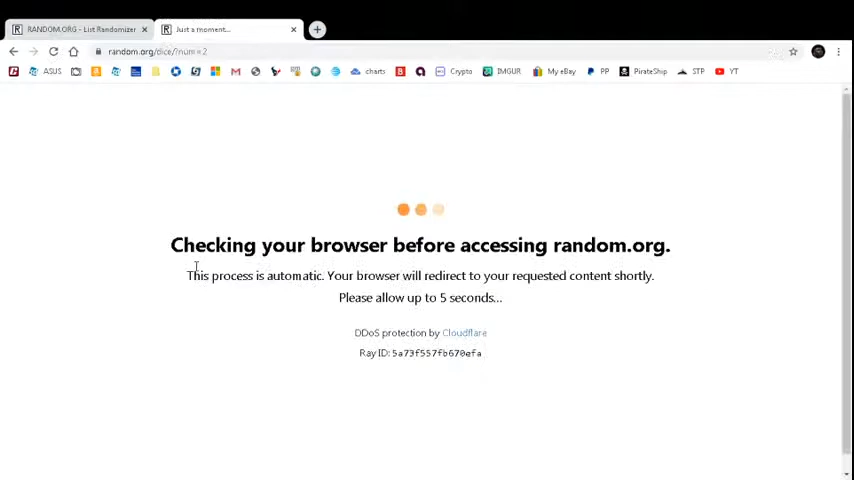 RANDOM.ORG - List Randomizer
Just a moment...
random.org/dice/?num=2
ASUS
charts
Crypto
IMGUR
My eBay
PP
PirateShip
STP
YT
Checking your browser before accessing random.org.
This process is automatic. Your browser will redirect to your requested content shortly.
Please allow up to 5 seconds...
DDoS protection by Cloudflare
Ray ID: 5a73f557fb670efa